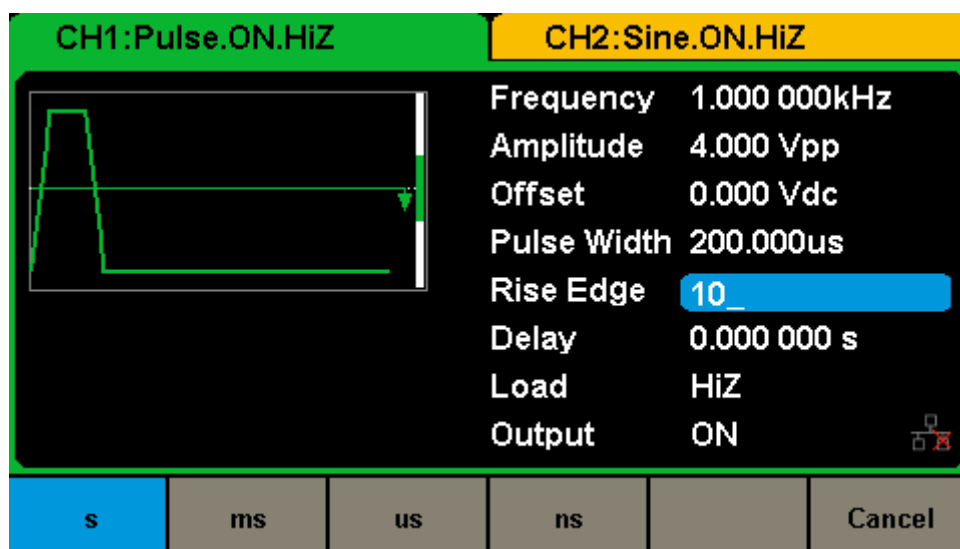 CH1:Pulse.ON.HiZ
CH2:Sine.ON.HiZ
Frequency 1.000 000kHz
Amplitude 4.000 Vpp
Offset 0.000 Vdc
Pulse Width 200.000us
Rise Edge 10_
Delay 0.000 000 s
Load HiZ
Output ON
s ms us ns Cancel